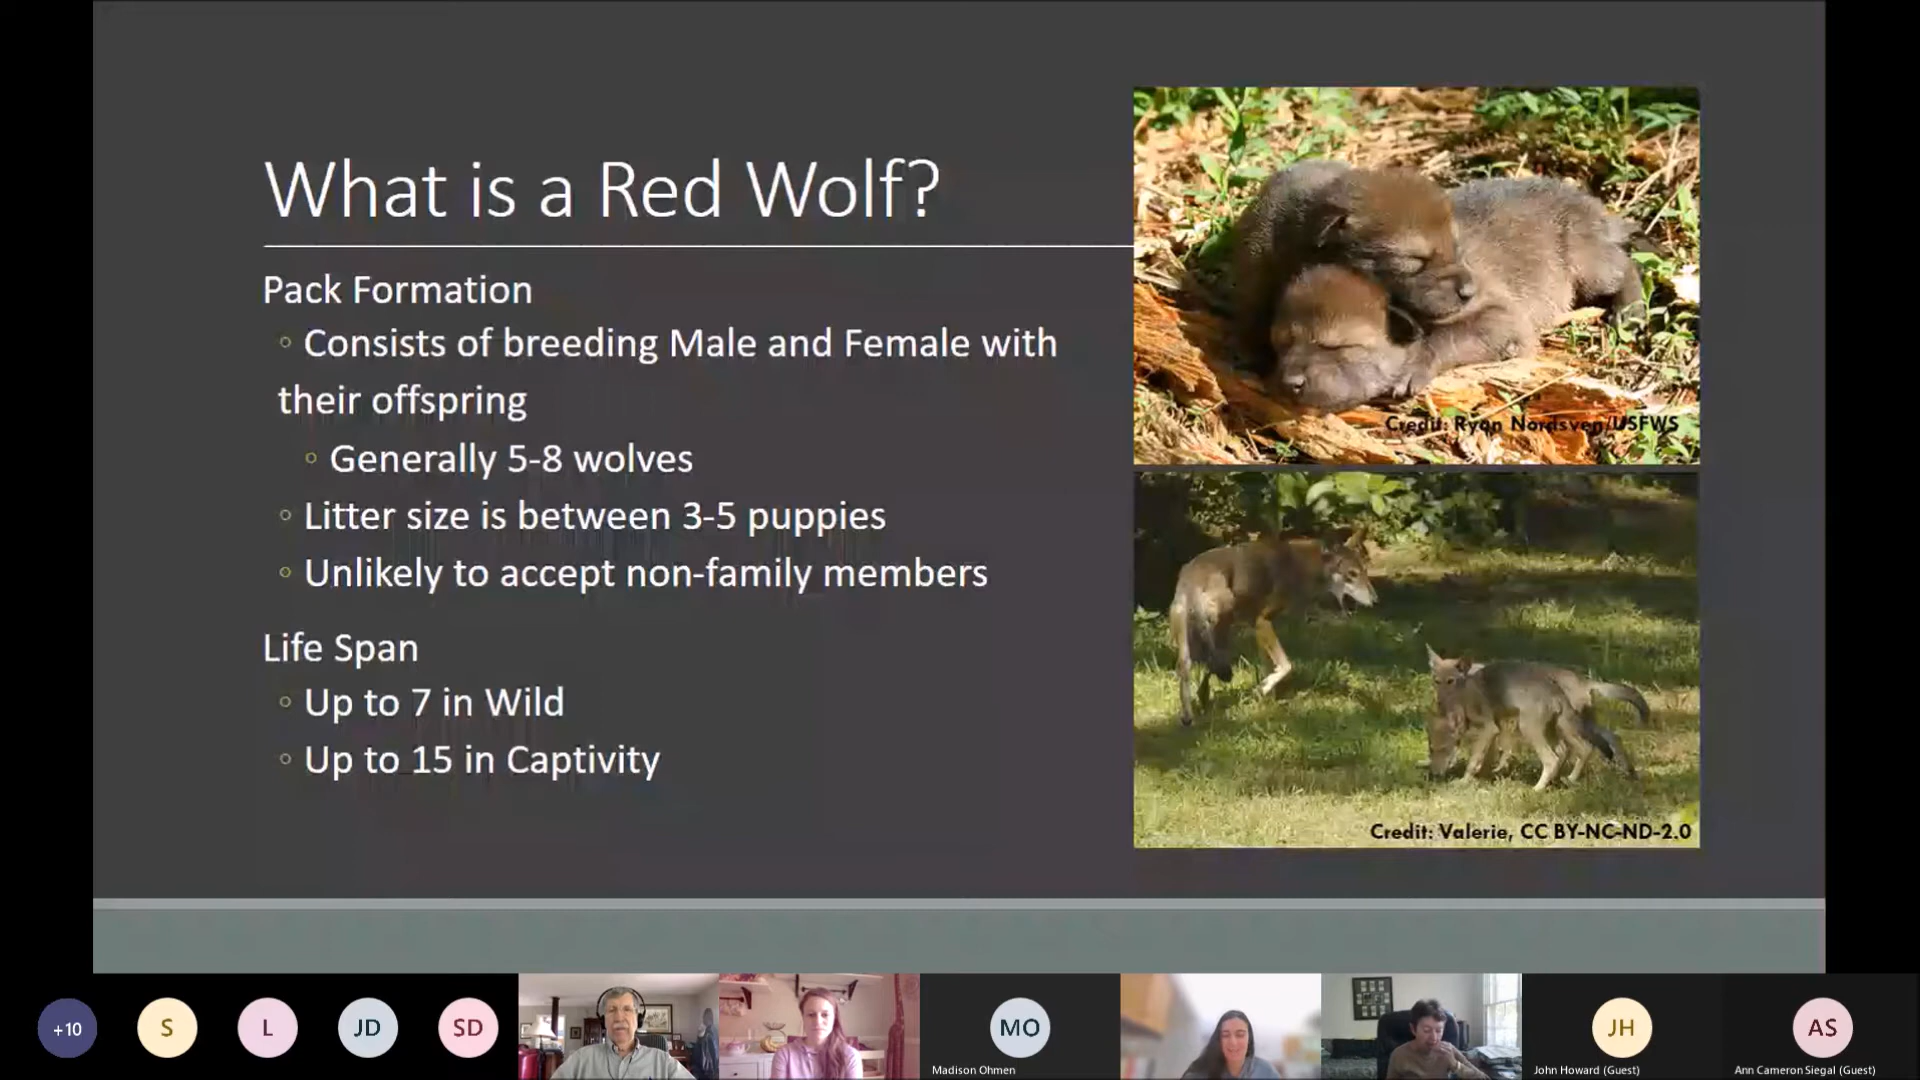 What is a Red Wolf?
Pack Formation
◦ Consists of breeding Male and Female with
their offspring
◦ Generally 5-8 wolves
◦ Litter size is between 3-5 puppies
◦ Unlikely to accept non-family members
Life Span
◦ Up to 7 in Wild
◦ Up to 15 in Captivity
Credit: Ryan Nordsven/USFWS
Credit: Valerie, CC BY-NC-ND-2.0
+10
S
L
JD
SD
MO
Madison Ohmen
JH
John Howard (Guest)
AS
Ann Cameron Siegal (Guest)